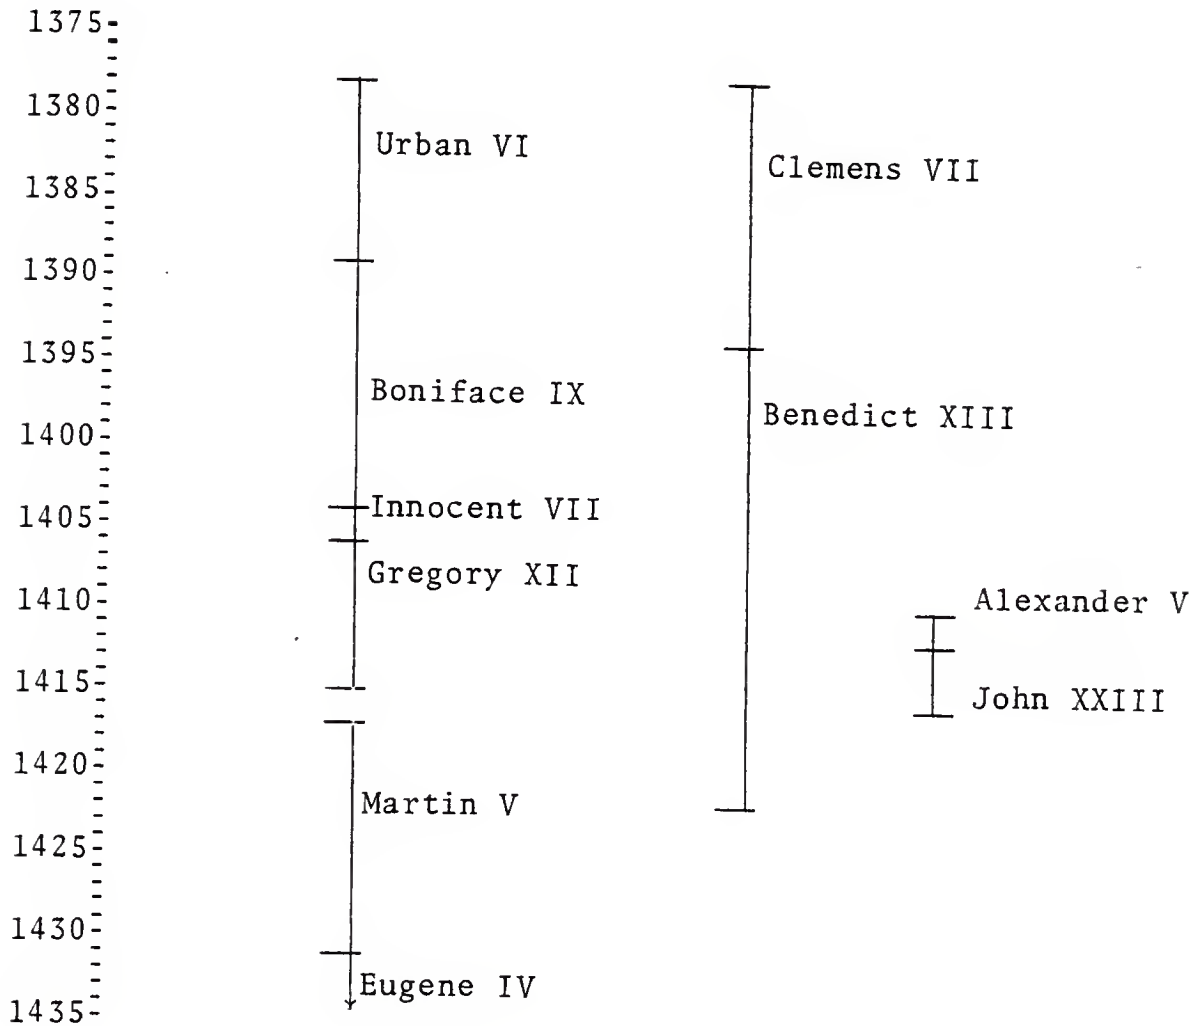 1375-
1380-
Urban VI
Clemens VII
1385-
1390-
1395-
Boniface IX
Benedict XIII
1400-
Innocent VII
1405-
Gregory XII
1410-
Alexander V
1415-
John XXIII
1420-
Martin V
1425-
1430-
Eugene IV
1435-